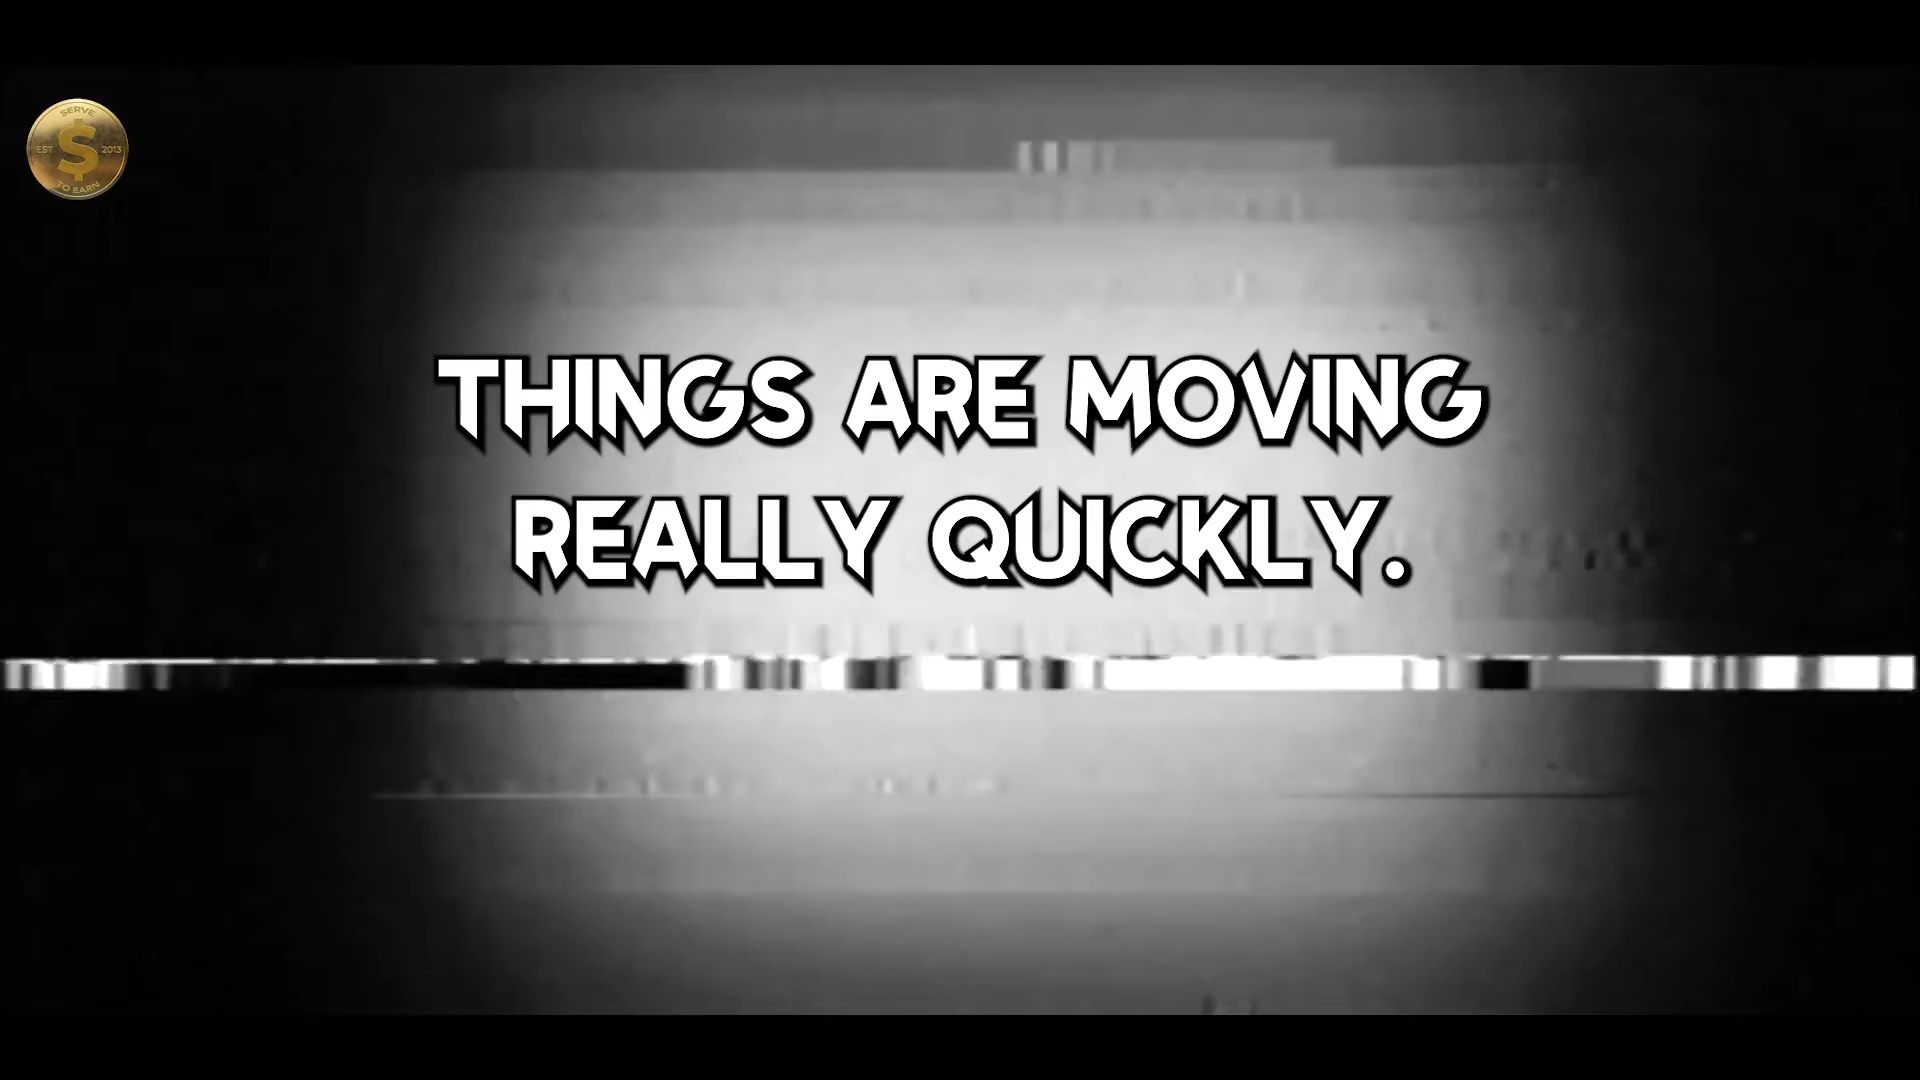 SERVE
EST $ 2013
TO EARN
THINGS ARE MOVING
REALLY QUICKLY.